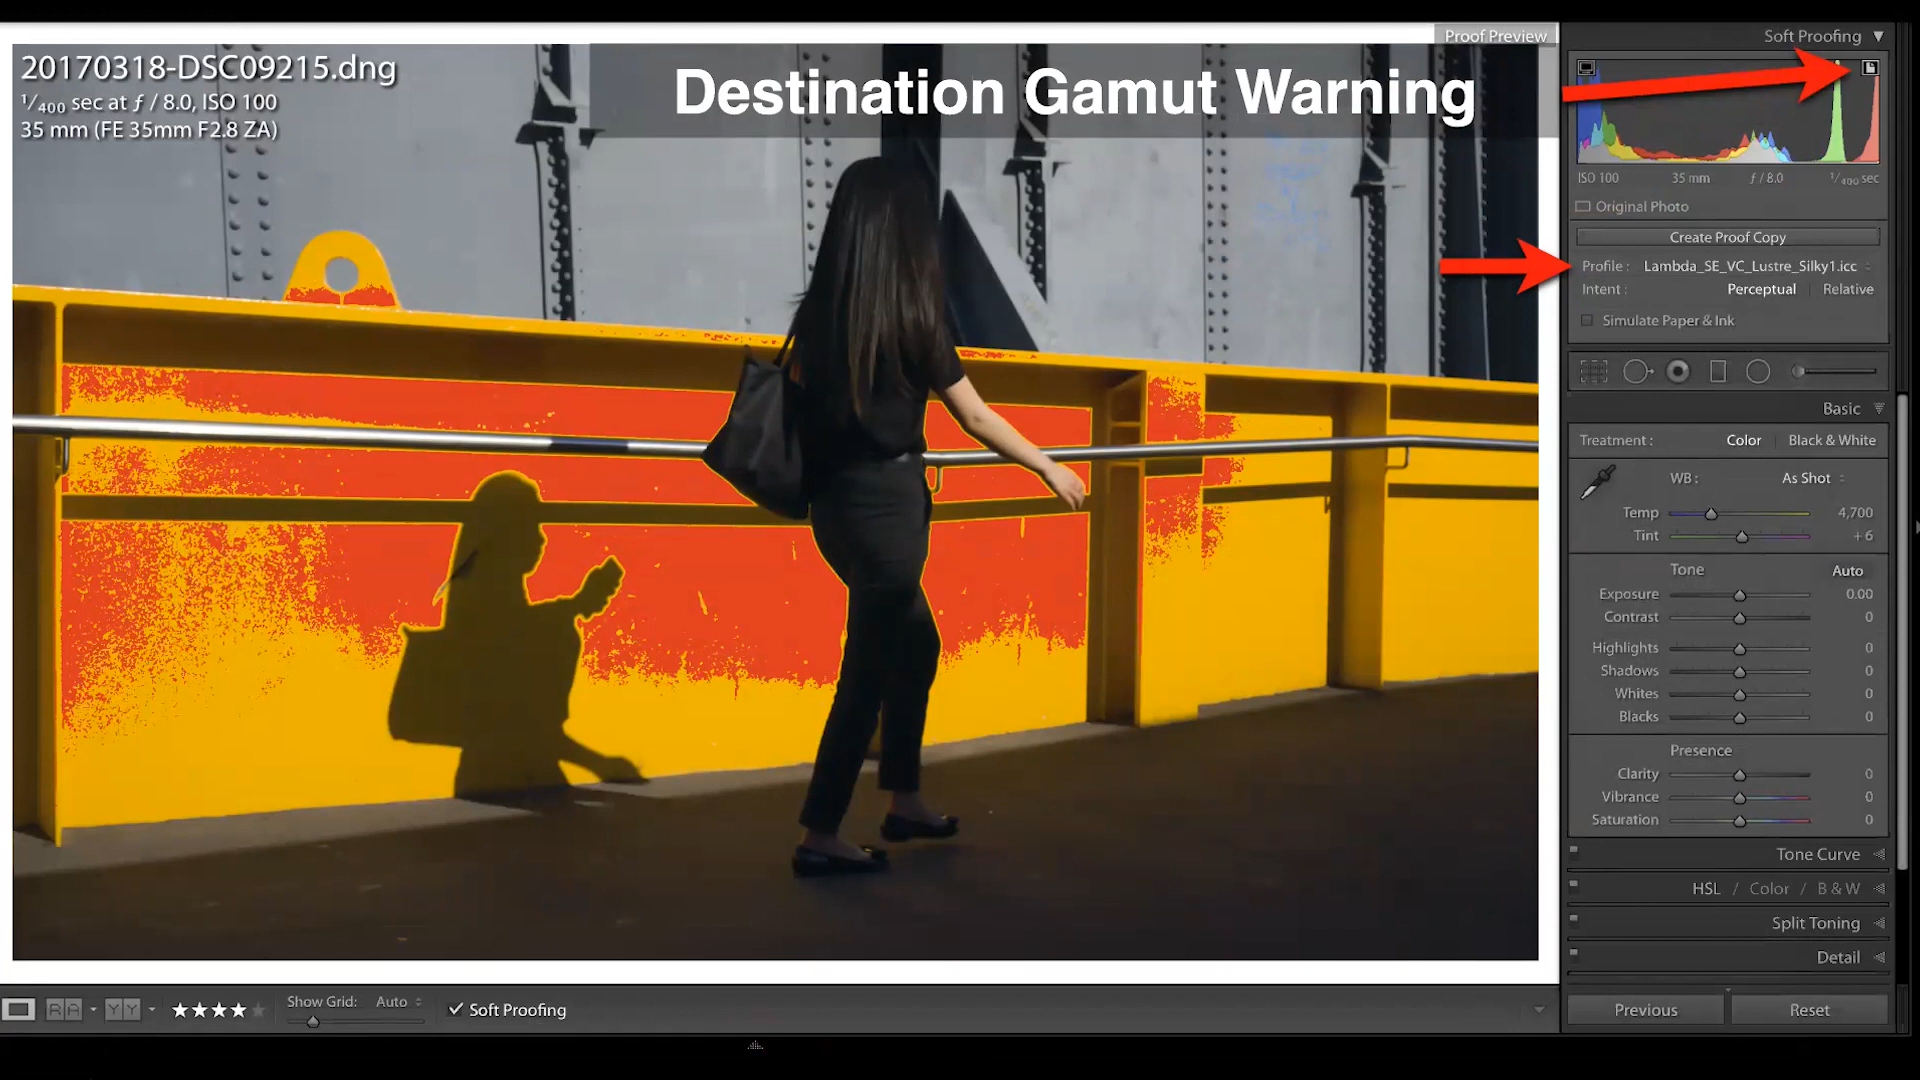 Proof Preview
20170318-DSC09215.dng
1/400 sec at ƒ / 8.0, ISO 100
35 mm (FE 35mm F2.8 ZA)
Destination Gamut Warning
Soft Proofing
ISO 100 35 mm ƒ / 8.0 1/400 sec
Original Photo
Create Proof Copy
Profile : Lambda_SE_VC_Lustre_Silky1.icc
Intent : Perceptual Relative
Simulate Paper & Ink
Basic
Treatment : Color Black & White
WB : As Shot
Temp 4,700
Tint + 6
Tone Auto
Exposure 0.00
Contrast 0
Highlights 0
Shadows 0
Whites 0
Blacks 0
Presence
Clarity 0
Vibrance 0
Saturation 0
Tone Curve
HSL / Color / B & W
Split Toning
Detail
Previous Reset
R A Y Y Show Grid: Auto Soft Proofing